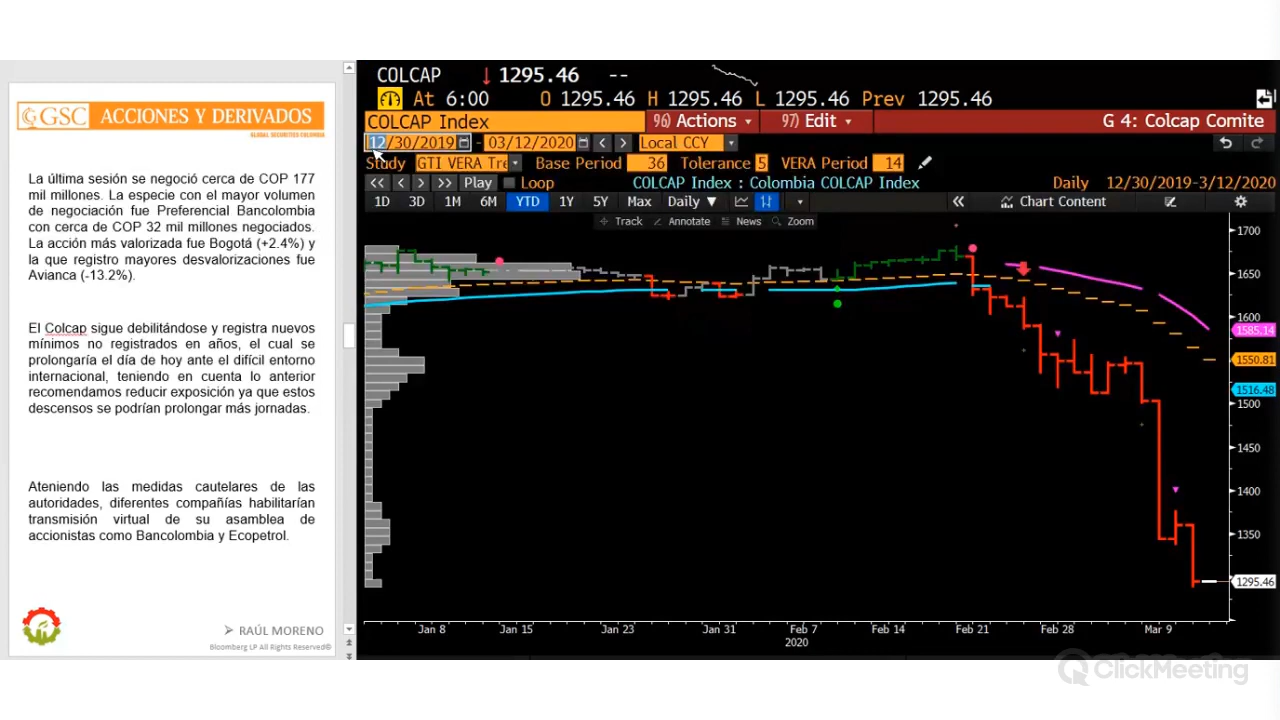 GSC ACCIONES Y DERIVADOS
GLOBAL SECURITIES COLOMBIA
La última sesión se negoció cerca de COP 177
mil millones. La especie con el mayor volumen
de negociación fue Preferencial Bancolombia
con cerca de COP 32 mil millones negociados.
La acción más valorizada fue Bogotá (+2.4%) y
la que registro mayores desvalorizaciones fue
Avianca (-13.2%).
El Colcap sigue debilitándose y registra nuevos
mínimos no registrados en años, el cual se
prolongaría el día de hoy ante el difícil entorno
internacional, teniendo en cuenta lo anterior
recomendamos reducir exposición ya que estos
descensos se podrían prolongar más jornadas.
Ateniendo las medidas cautelares de las
autoridades, diferentes compañías habilitarían
transmisión virtual de su asamblea de
accionistas como Bancolombia y Ecopetrol.
RAÚL MORENO
Bloomberg LP All Rights Reserved®
COLCAP ↓ 1295.46 --
At 6:00 O 1295.46 H 1295.46 L 1295.46 Prev 1295.46
COLCAP Index 96) Actions 97) Edit G 4: Colcap Comite
12/30/2019 - 03/12/2020 Local CCY
Study GTI VERA Tre Base Period 36 Tolerance 5 VERA Period 14
Play Loop COLCAP Index : Colombia COLCAP Index Daily 12/30/2019-3/12/2020
1D 3D 1M 6M YTD 1Y 5Y Max Daily ▼ Chart Content
Track Annotate News Zoom
1700
1650
1600
1585.14
1550.81
1516.48
1500
1450
1400
1350
1295.46
Jan 8 Jan 15 Jan 23 Jan 31 Feb 7 Feb 14 Feb 21 Feb 28 Mar 9
2020
ClickMeeting